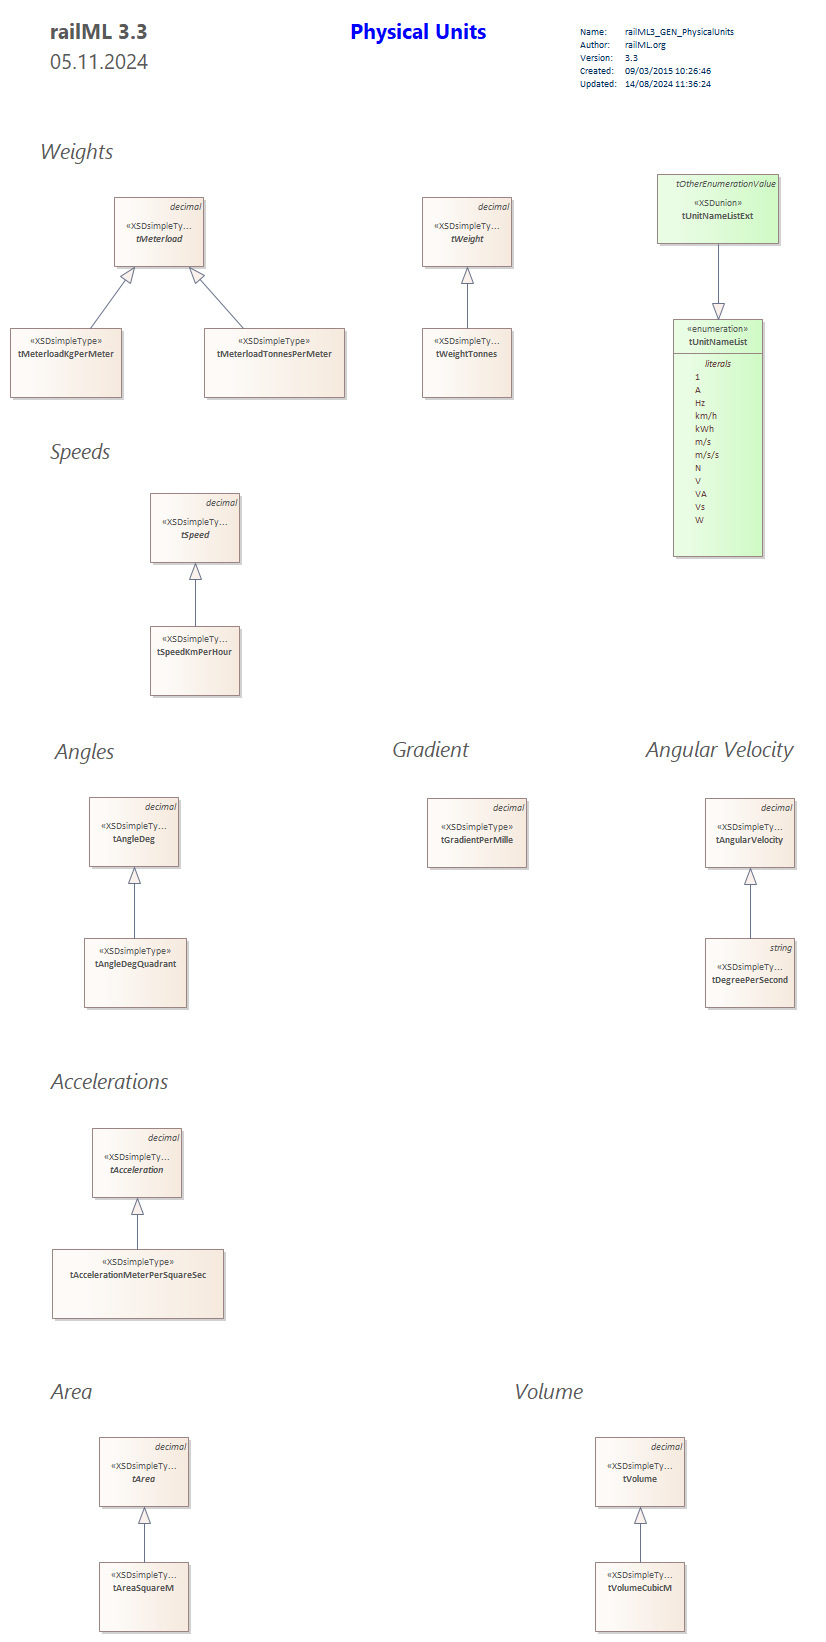 railML 3.3
05.11.2024
Physical Units
Name: railML3_GEN_PhysicalUnits
Author: railML.org
Version: 3.3
Created: 09/03/2015 10:26:46
Updated: 14/08/2024 11:36:24
Weights
decimal
«XSDsimpleTy...
tMeterload
«XSDsimpleType»
tMeterloadKgPerMeter
«XSDsimpleType»
tMeterloadTonnesPerMeter
decimal
«XSDsimpleTy...
tWeight
«XSDsimpleTy...
tWeightTonnes
tOtherEnumerationValue
«XSDunion»
tUnitNameListExt
«enumeration»
tUnitNameList
literals
1
A
Hz
km/h
kWh
m/s
m/s/s
N
V
VA
Vs
W
Speeds
decimal
«XSDsimpleTy...
tSpeed
«XSDsimpleTy...
tSpeedKmPerHour
Angles
decimal
«XSDsimpleTy...
tAngleDeg
«XSDsimpleType»
tAngleDegQuadrant
Gradient
decimal
«XSDsimpleType»
tGradientPerMille
Angular Velocity
decimal
«XSDsimpleTy...
tAngularVelocity
string
«XSDsimpleTy...
tDegreePerSecond
Accelerations
decimal
«XSDsimpleTy...
tAcceleration
«XSDsimpleType»
tAccelerationMeterPerSquareSec
Area
decimal
«XSDsimpleTy...
tArea
«XSDsimpleTy...
tAreaSquareM
Volume
decimal
«XSDsimpleTy...
tVolume
«XSDsimpleTy...
tVolumeCubicM